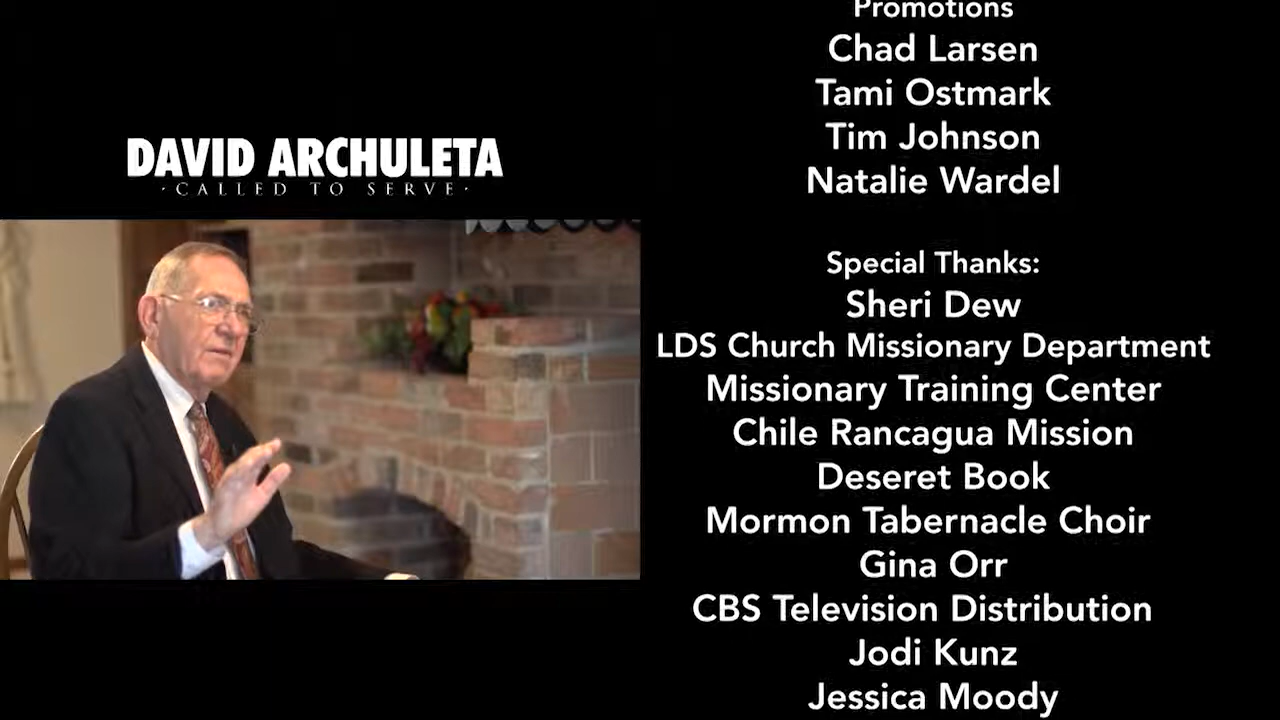 DAVID ARCHULETA
·CALLED TO SERVE·
Promotions
Chad Larsen
Tami Ostmark
Tim Johnson
Natalie Wardel
Special Thanks:
Sheri Dew
LDS Church Missionary Department
Missionary Training Center
Chile Rancagua Mission
Deseret Book
Mormon Tabernacle Choir
Gina Orr
CBS Television Distribution
Jodi Kunz
Jessica Moody